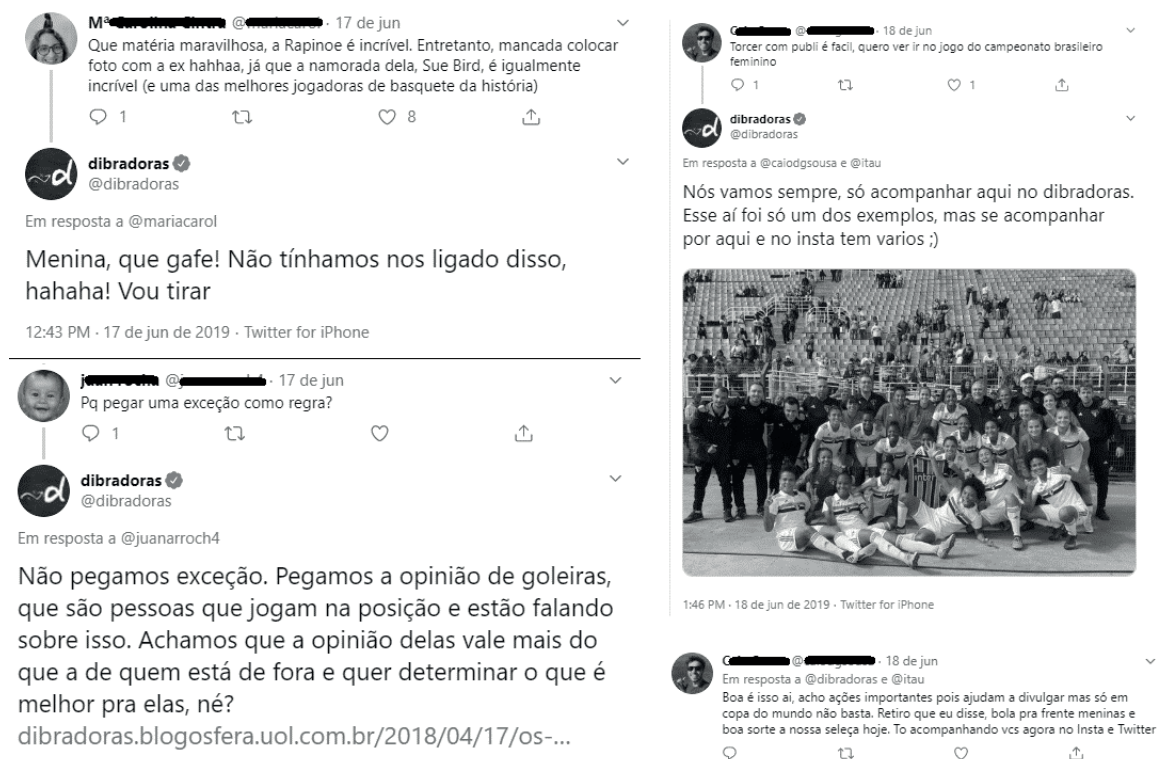 Mª @ · 17 de jun
Que matéria maravilhosa, a Rapinoe é incrível. Entretanto, mancada colocar
foto com a ex hahhaa, já que a namorada dela, Sue Bird, é igualmente
incrível (e uma das melhores jogadoras de basquete da história)
1 8
dibradoras
@dibradoras
Em resposta a @mariacarol
Menina, que gafe! Não tínhamos nos ligado disso,
hahaha! Vou tirar
12:43 PM · 17 de jun de 2019 · Twitter for iPhone
@ · 17 de jun
Pq pegar uma exceção como regra?
1
dibradoras
@dibradoras
Em resposta a @juanarroch4
Não pegamos exceção. Pegamos a opinião de goleiras,
que são pessoas que jogam na posição e estão falando
sobre isso. Achamos que a opinião delas vale mais do
que a de quem está de fora e quer determinar o que é
melhor pra elas, né?
dibradoras.blogosfera.uol.com.br/2018/04/17/os-...
@ · 18 de jun
Torcer com publi é facil, quero ver ir no jogo do campeonato brasileiro
feminino
1 1
dibradoras
@dibradoras
Em resposta a @caiodgsousa e @itau
Nós vamos sempre, só acompanhar aqui no dibradoras.
Esse aí foi só um dos exemplos, mas se acompanhar
por aqui e no insta tem varios ;)
inter
1:46 PM · 18 de jun de 2019 · Twitter for iPhone
@ · 18 de jun
Em resposta a @dibradoras e @itau
Boa é isso ai, acho ações importantes pois ajudam a divulgar mas só em
copa do mundo não basta. Retiro que eu disse, bola pra frente meninas e
boa sorte a nossa seleça hoje. To acompanhando vcs agora no Insta e Twitter